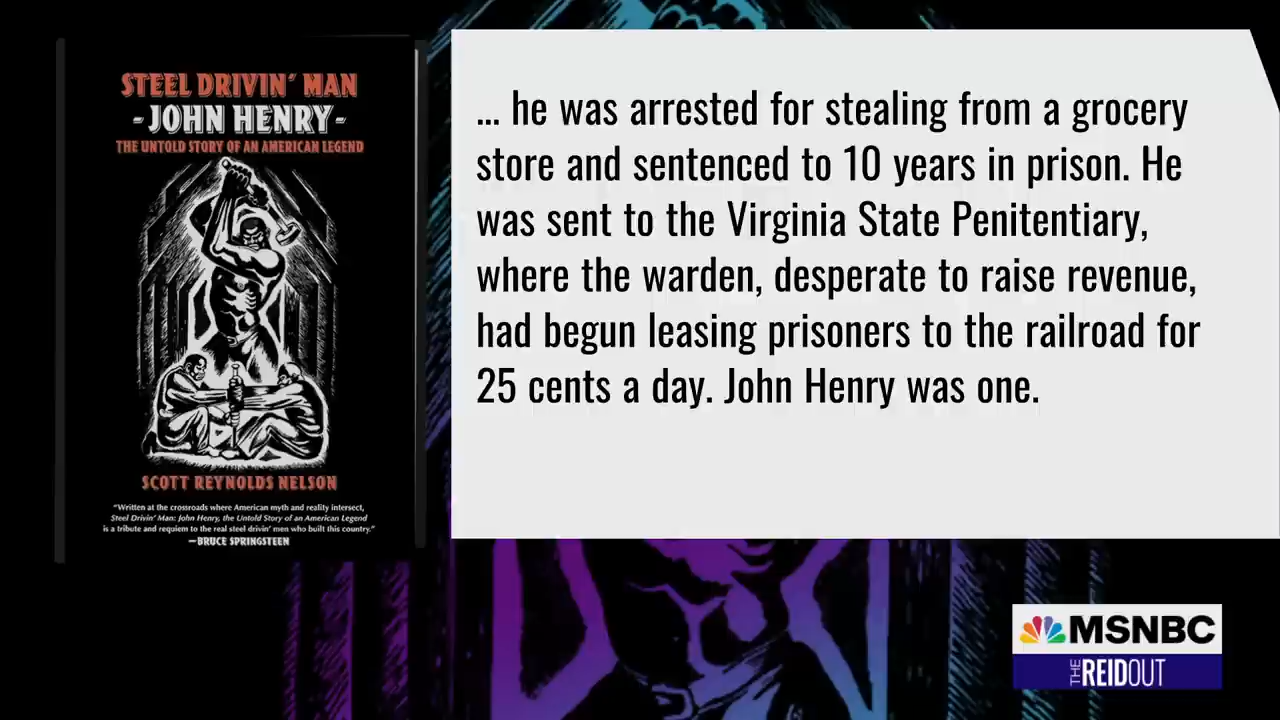 STEEL DRIVIN' MAN
-JOHN HENRY-
THE UNTOLD STORY OF AN AMERICAN LEGEND
SCOTT REYNOLDS NELSON
"Written at the crossroads where American myth and reality intersect,
Steel Drivin' Man: John Henry, the Untold Story of an American Legend
is a tribute and requiem to the real steel drivin' men who built this country."
—BRUCE SPRINGSTEEN
... he was arrested for stealing from a grocery
store and sentenced to 10 years in prison. He
was sent to the Virginia State Penitentiary,
where the warden, desperate to raise revenue,
had begun leasing prisoners to the railroad for
25 cents a day. John Henry was one.
MSNBC
THE REIDOUT